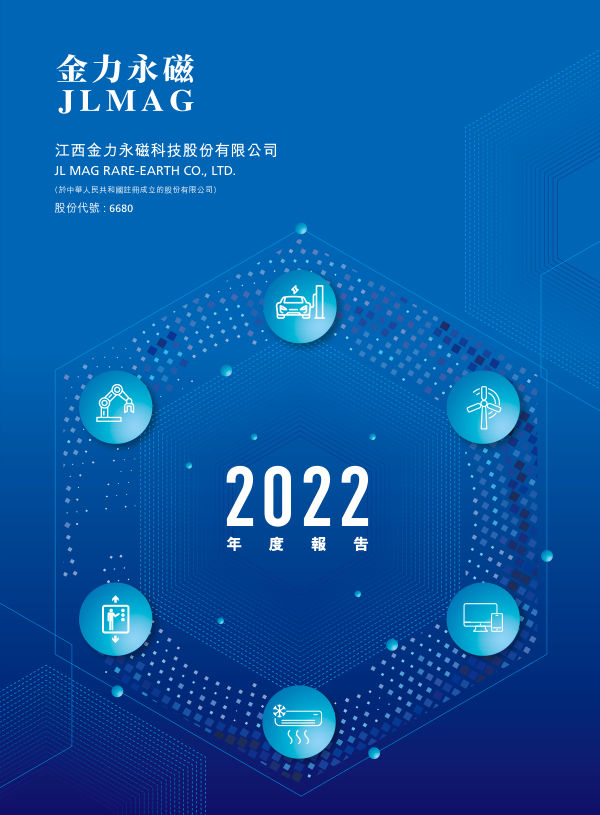 金力永磁
JLMAG
江西金力永磁科技股份有限公司
JL MAG RARE-EARTH CO., LTD.
(於中華人民共和國註冊成立的股份有限公司)
股份代號 : 6680
2022
年度報告